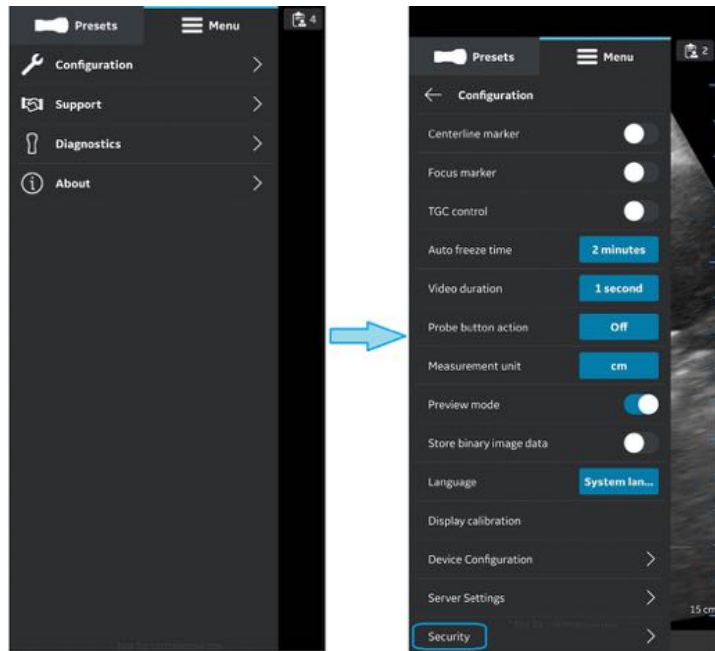 Presets
Menu
4
Configuration
Support
Diagnostics
About
Presets
Menu
2
Configuration
Centerline marker
Focus marker
TGC control
Auto freeze time
2 minutes
Video duration
1 second
Probe button action
Off
Measurement unit
cm
Preview mode
Store binary image data
Language
System lan...
Display calibration
Device Configuration
Server Settings
15 cm
Security